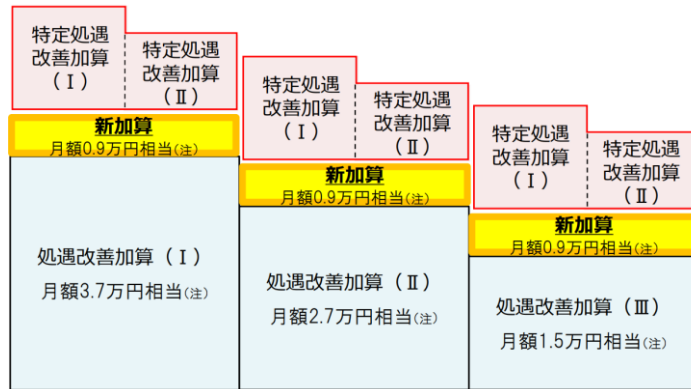 特定処遇
改善加算
（Ⅰ）
特定処遇
改善加算
（Ⅱ）
新加算
月額0.9万円相当(注)
処遇改善加算（Ⅰ）
月額3.7万円相当(注)
特定処遇
改善加算
（Ⅰ）
特定処遇
改善加算
（Ⅱ）
新加算
月額0.9万円相当(注)
処遇改善加算（Ⅱ）
月額2.7万円相当(注)
特定処遇
改善加算
（Ⅰ）
特定処遇
改善加算
（Ⅱ）
新加算
月額0.9万円相当(注)
処遇改善加算（Ⅲ）
月額1.5万円相当(注)